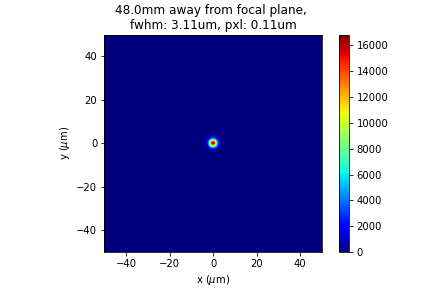 48.0mm away from focal plane,
fwhm: 3.11um, pxl: 0.11um
40
20
0
−20
−40
y (μm)
−40 −20 0 20 40
x (μm)
16000
14000
12000
10000
8000
6000
4000
2000
0